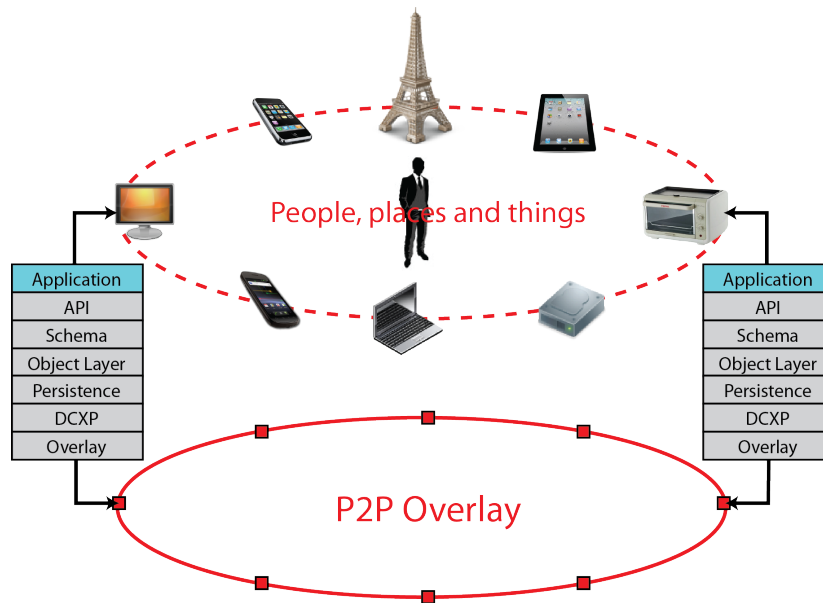 People, places and things
Application
API
Schema
Object Layer
Persistence
DCXP
Overlay
Application
API
Schema
Object Layer
Persistence
DCXP
Overlay
P2P Overlay